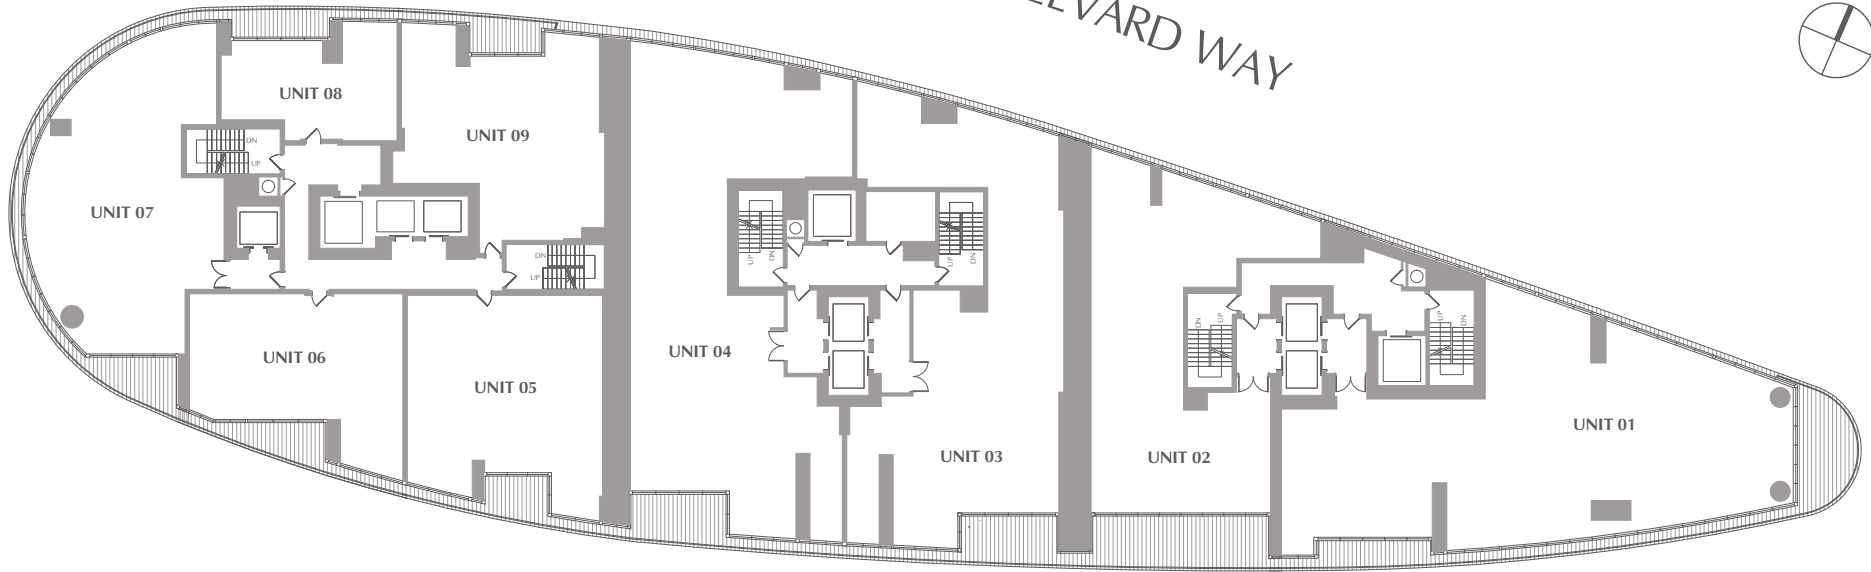 WAY
UNIT 08
UNIT 09
DN
UP
UNIT 07
DN
UP
UP
DN
UP
DN
DN
UP
UP
DN
UNIT 06
UNIT 05
UNIT 04
UNIT 03
UNIT 02
UNIT 01